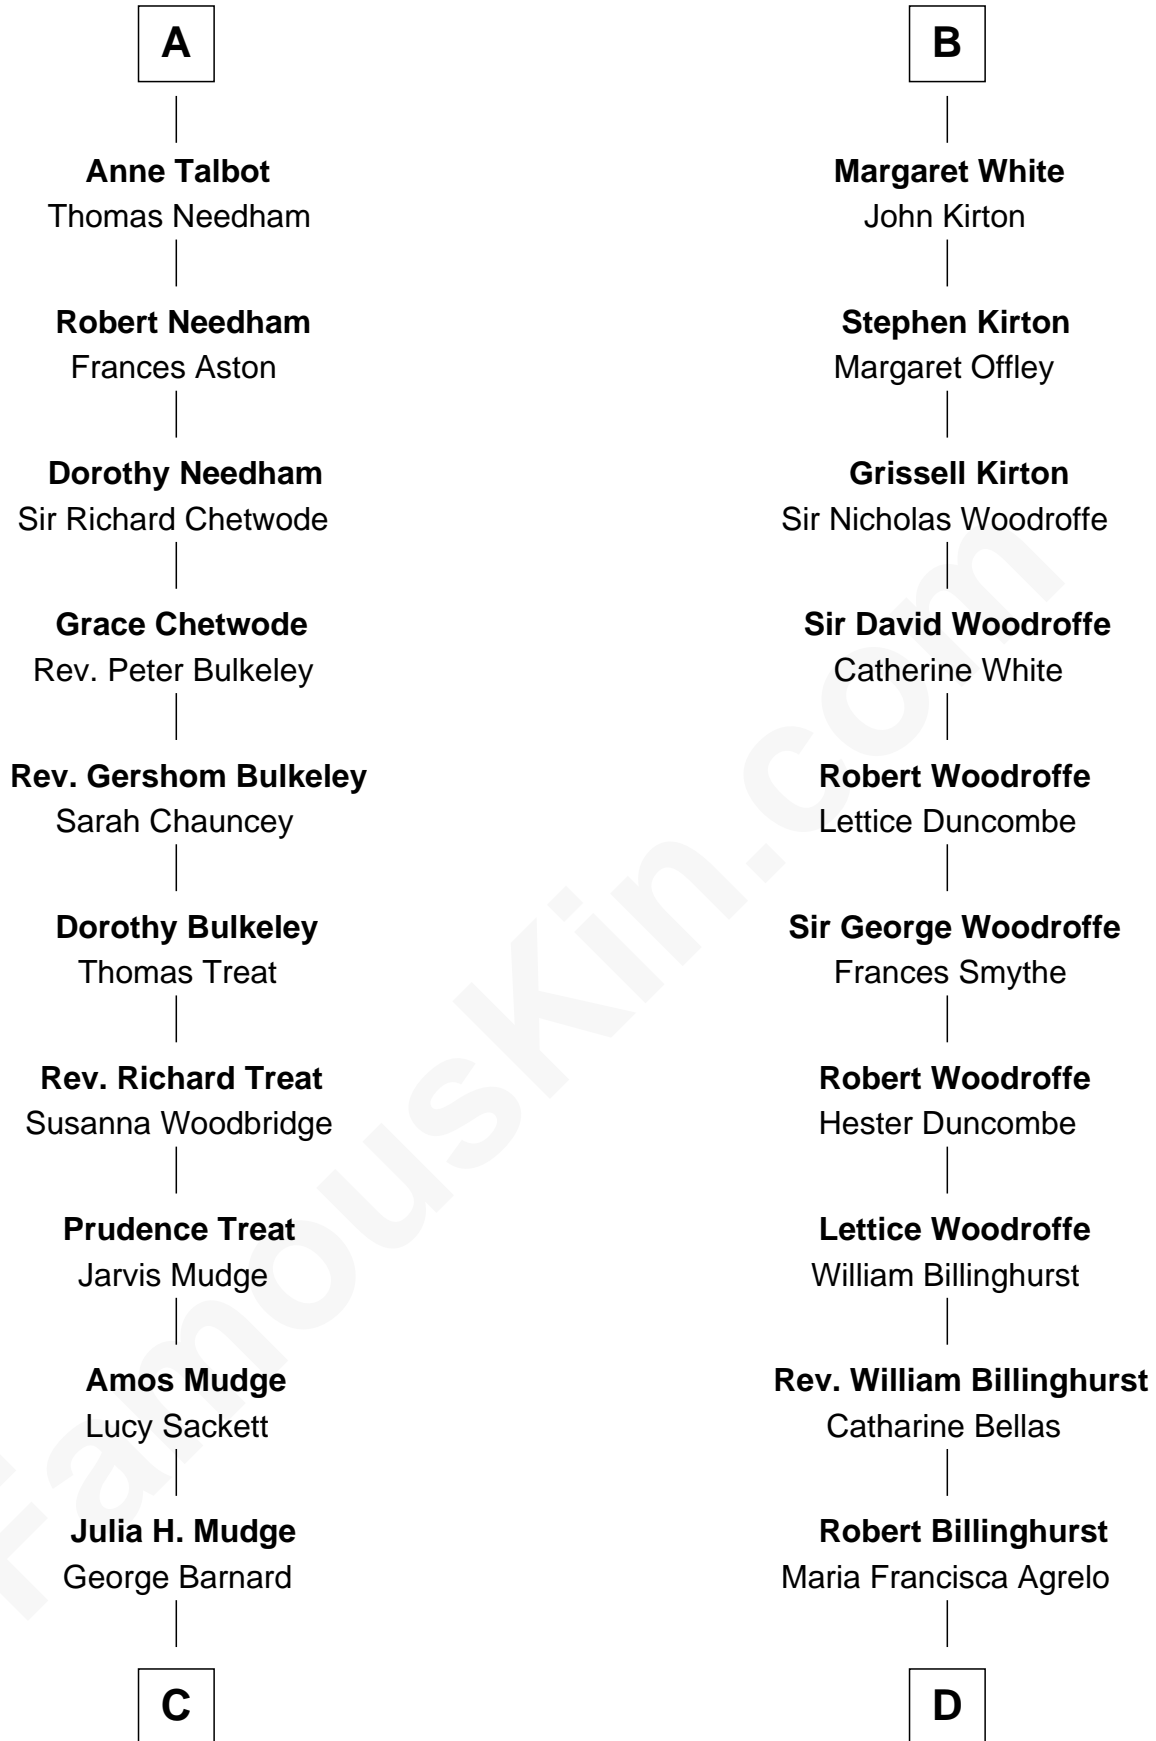 A
Anne Talbot
Thomas Needham
Robert Needham
Frances Aston
Dorothy Needham
Sir Richard Chetwode
Grace Chetwode
Rev. Peter Bulkeley
Rev. Gershom Bulkeley
Sarah Chauncey
Dorothy Bulkeley
Thomas Treat
Rev. Richard Treat
Susanna Woodbridge
Prudence Treat
Jarvis Mudge
Amos Mudge
Lucy Sackett
Julia H. Mudge
George Barnard
C
B
Margaret White
John Kirton
Stephen Kirton
Margaret Offley
Grissell Kirton
Sir Nicholas Woodroffe
Sir David Woodroffe
Catherine White
Robert Woodroffe
Lettice Duncombe
Sir George Woodroffe
Frances Smythe
Robert Woodroffe
Hester Duncombe
Lettice Woodroffe
William Billinghurst
Rev. William Billinghurst
Catharine Bellas
Robert Billinghurst
Maria Francisca Agrelo
D
FamousKin.com